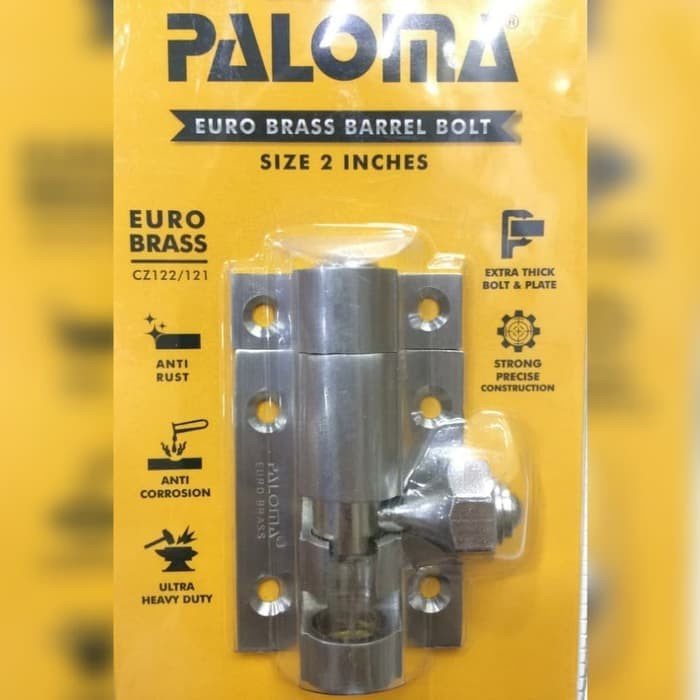 PALOMA®
EURO BRASS BARREL BOLT
SIZE 2 INCHES
EURO
BRASS
CZ122/121
ANTI
RUST
ANTI
CORROSION
ULTRA
HEAVY DUTY
EXTRA THICK
BOLT & PLATE
STRONG
PRECISE
CONSTRUCTION
PALOMA®
EURO BRASS